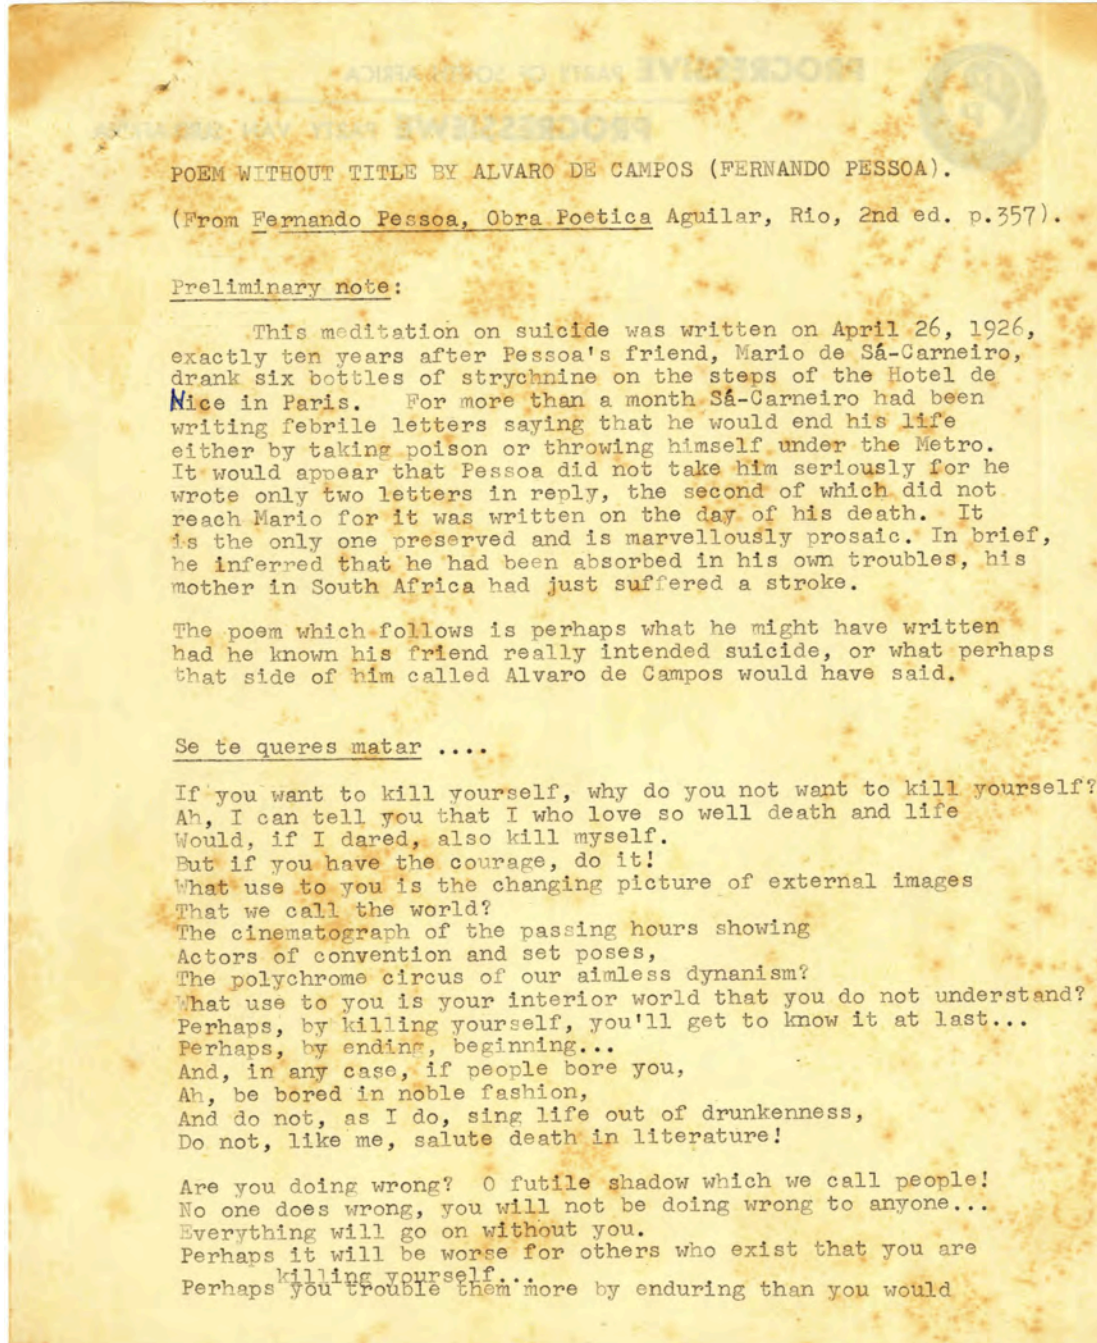 PROGRESSIVE PARTY OF SOUTH AFRICA
PROGRESSIEWE PARTY VAN
POEM WITHOUT TITLE BY ALVARO DE CAMPOS (FERNANDO PESSOA).
(From Fernando Pessoa, Obra Poetica Aguilar, Rio, 2nd ed. p.357).
Preliminary note:
This meditation on suicide was written on April 26, 1926,
exactly ten years after Pessoa's friend, Mario de Sá-Carneiro,
drank six bottles of strychnine on the steps of the Hotel de
Nice in Paris. For more than a month Sá-Carneiro had been
writing febrile letters saying that he would end his life
either by taking poison or throwing himself under the Metro.
It would appear that Pessoa did not take him seriously for he
wrote only two letters in reply, the second of which did not
reach Mario for it was written on the day of his death. It
is the only one preserved and is marvellously prosaic. In brief,
he inferred that he had been absorbed in his own troubles, his
mother in South Africa had just suffered a stroke.
The poem which follows is perhaps what he might have written
had he known his friend really intended suicide, or what perhaps
that side of him called Alvaro de Campos would have said.
Se te queres matar ....
If you want to kill yourself, why do you not want to kill yourself?
Ah, I can tell you that I who love so well death and life
Would, if I dared, also kill myself.
But if you have the courage, do it!
What use to you is the changing picture of external images
That we call the world?
The cinematograph of the passing hours showing
Actors of convention and set poses,
The polychrome circus of our aimless dynanism?
What use to you is your interior world that you do not understand?
Perhaps, by killing yourself, you'll get to know it at last...
Perhaps, by ending, beginning...
And, in any case, if people bore you,
Ah, be bored in noble fashion,
And do not, as I do, sing life out of drunkenness,
Do not, like me, salute death in literature!
Are you doing wrong? O futile shadow which we call people!
No one does wrong, you will not be doing wrong to anyone...
Everything will go on without you.
Perhaps it will be worse for others who exist that you are
killing yourself...
Perhaps you trouble them more by enduring than you would